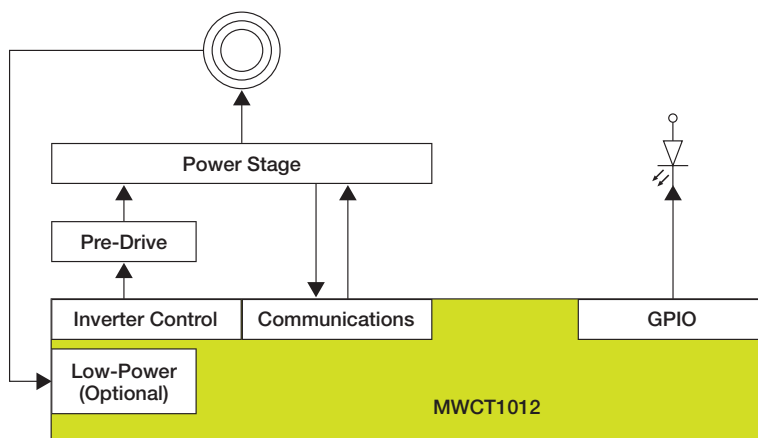 Power Stage
Pre-Drive
Inverter Control
Communications
GPIO
Low-Power
(Optional)
MWCT1012